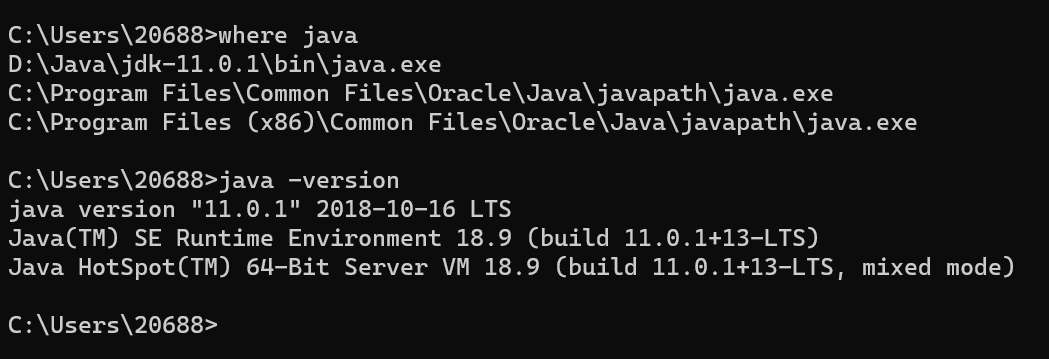 C:\Users\20688>where java
D:\Java\jdk-11.0.1\bin\java.exe
C:\Program Files\Common Files\Oracle\Java\javapath\java.exe
C:\Program Files (x86)\Common Files\Oracle\Java\javapath\java.exe
C:\Users\20688>java -version
java version "11.0.1" 2018-10-16 LTS
Java(TM) SE Runtime Environment 18.9 (build 11.0.1+13-LTS)
Java HotSpot(TM) 64-Bit Server VM 18.9 (build 11.0.1+13-LTS, mixed mode)
C:\Users\20688>